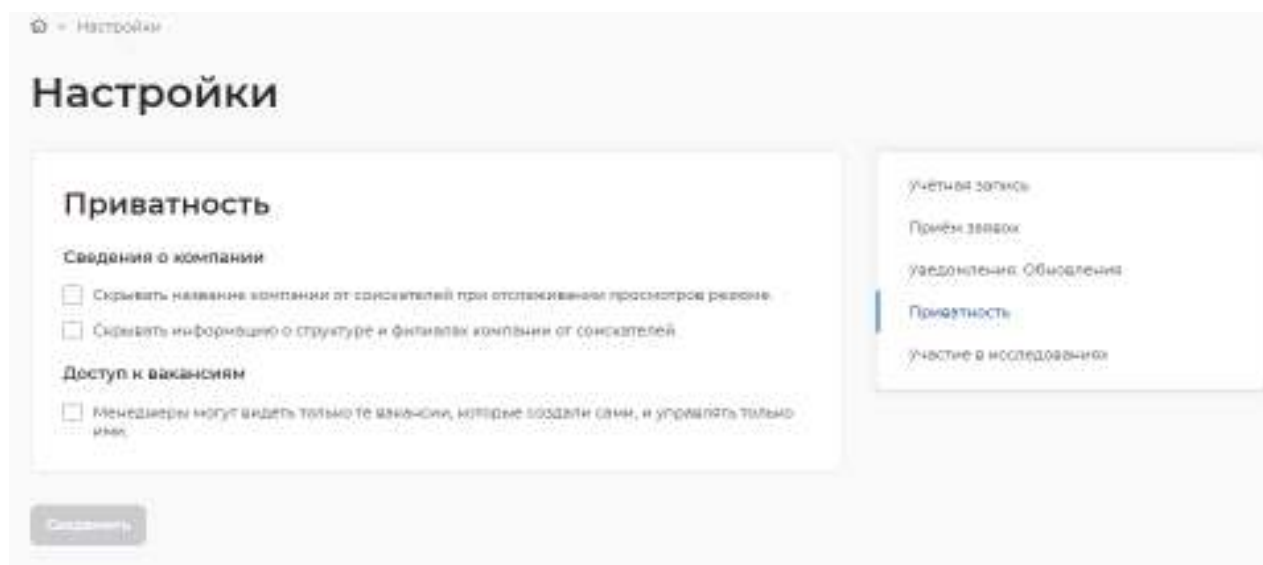 Настройки
Настройки
Приватность
Сведения о компании
Скрывать название компании от соискателей при отслеживании просмотров резюме.
Скрывать информацию о структуре и филиалах компании от соискателей.
Доступ к вакансиям
Менеджеры могут видеть только те вакансии, которые создали сами, и управлять только
ими.
Сохранить
Учётная запись
Приём заявок
Уведомления. Обновления
Приватность
Участие в исследованиях